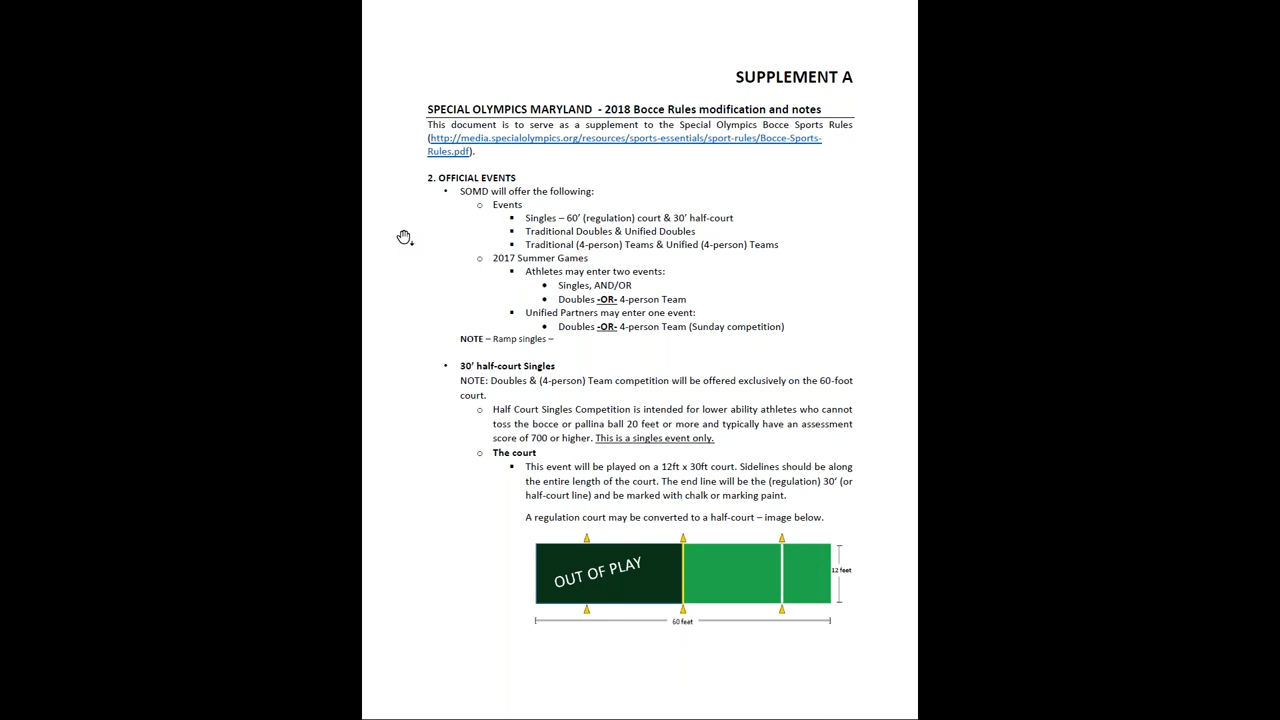 SUPPLEMENT A
SPECIAL OLYMPICS MARYLAND - 2018 Bocce Rules modification and notes
This document is to serve as a supplement to the Special Olympics Bocce Sports Rules
(http://media.specialolympics.org/resources/sports-essentials/sport-rules/Bocce-Sports-
Rules.pdf).
2. OFFICIAL EVENTS
• SOMD will offer the following:
o Events
▪ Singles – 60' (regulation) court & 30' half-court
▪ Traditional Doubles & Unified Doubles
▪ Traditional (4-person) Teams & Unified (4-person) Teams
o 2017 Summer Games
▪ Athletes may enter two events:
• Singles, AND/OR
• Doubles -OR- 4-person Team
▪ Unified Partners may enter one event:
• Doubles -OR- 4-person Team (Sunday competition)
NOTE – Ramp singles –
• 30' half-court Singles
NOTE: Doubles & (4-person) Team competition will be offered exclusively on the 60-foot
court.
o Half Court Singles Competition is intended for lower ability athletes who cannot
toss the bocce or pallina ball 20 feet or more and typically have an assessment
score of 700 or higher. This is a singles event only.
o The court
▪ This event will be played on a 12ft x 30ft court. Sidelines should be along
the entire length of the court. The end line will be the (regulation) 30' (or
half-court line) and be marked with chalk or marking paint.
A regulation court may be converted to a half-court – image below.
OUT OF PLAY
12 feet
60 feet